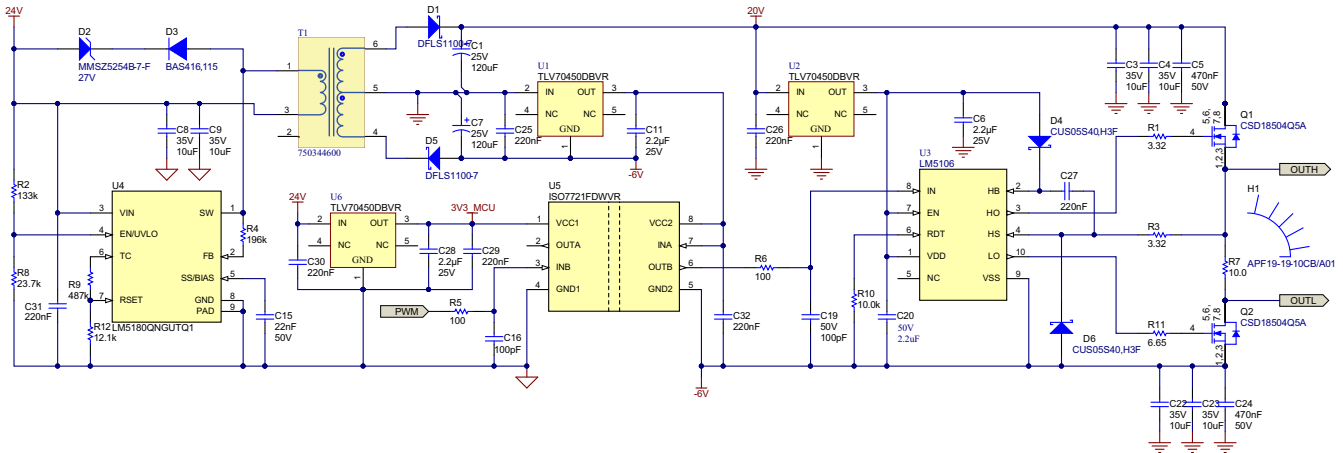 24V
D2
MMSZ5254B-7-F
27V
D3
BAS416,115
T1
1
3
2
6
5
4
750344600
D1
DFLS1100-7
C1
25V
120uF
C7
25V
120uF
D5
DFLS1100-7
C8
35V
10uF
C9
35V
10uF
C25
220nF
U1
TLV70450DBVR
2 IN OUT 3
4 NC NC 5
GND
1
C11
2.2µF
25V
-6V
20V
C26
220nF
U2
TLV70450DBVR
2 IN OUT 3
4 NC NC 5
GND
1
C6
2.2µF
25V
D4
CUS05S40,H3F
C3
35V
10uF
C4
35V
10uF
C5
470nF
50V
Q1
CSD18504Q5A
5,6,
7,8
4
1,2,3
R1
3.32
OUTH
H1
APF19-19-10CB/A01
R2
133k
R8
23.7k
C31
220nF
R9
487k
R12
12.1k
U4
3 VIN SW 1
4 EN/UVLO
6 TC FB 2
SS/BIAS 5
7 RSET GND 8
PAD 9
LM5180QNGUTQ1
R4
196k
C15
22nF
50V
24V
C30
220nF
U6
TLV70450DBVR
2 IN OUT 3
4 NC NC 5
GND
1
C28
2.2µF
25V
3V3_MCU
C29
220nF
PWM
R5
100
C16
100pF
U5
ISO7721FDWVR
1 VCC1 VCC2 8
2 OUTA INA 7
3 INB OUTB 6
4 GND1 GND2 5
C32
220nF
-6V
R6
100
C19
50V
100pF
R10
10.0k
C20
50V
2.2uF
U3
LM5106
8 IN HB 2
7 EN HO 3
6 RDT HS 4
1 VDD LO 10
5 NC VSS 9
C27
220nF
R3
3.32
D6
CUS05S40,H3F
R11
6.65
R7
10.0
OUTL
Q2
CSD18504Q5A
5,6,
7,8
4
1,2,3
C22
35V
10uF
C23
35V
10uF
C24
470nF
50V